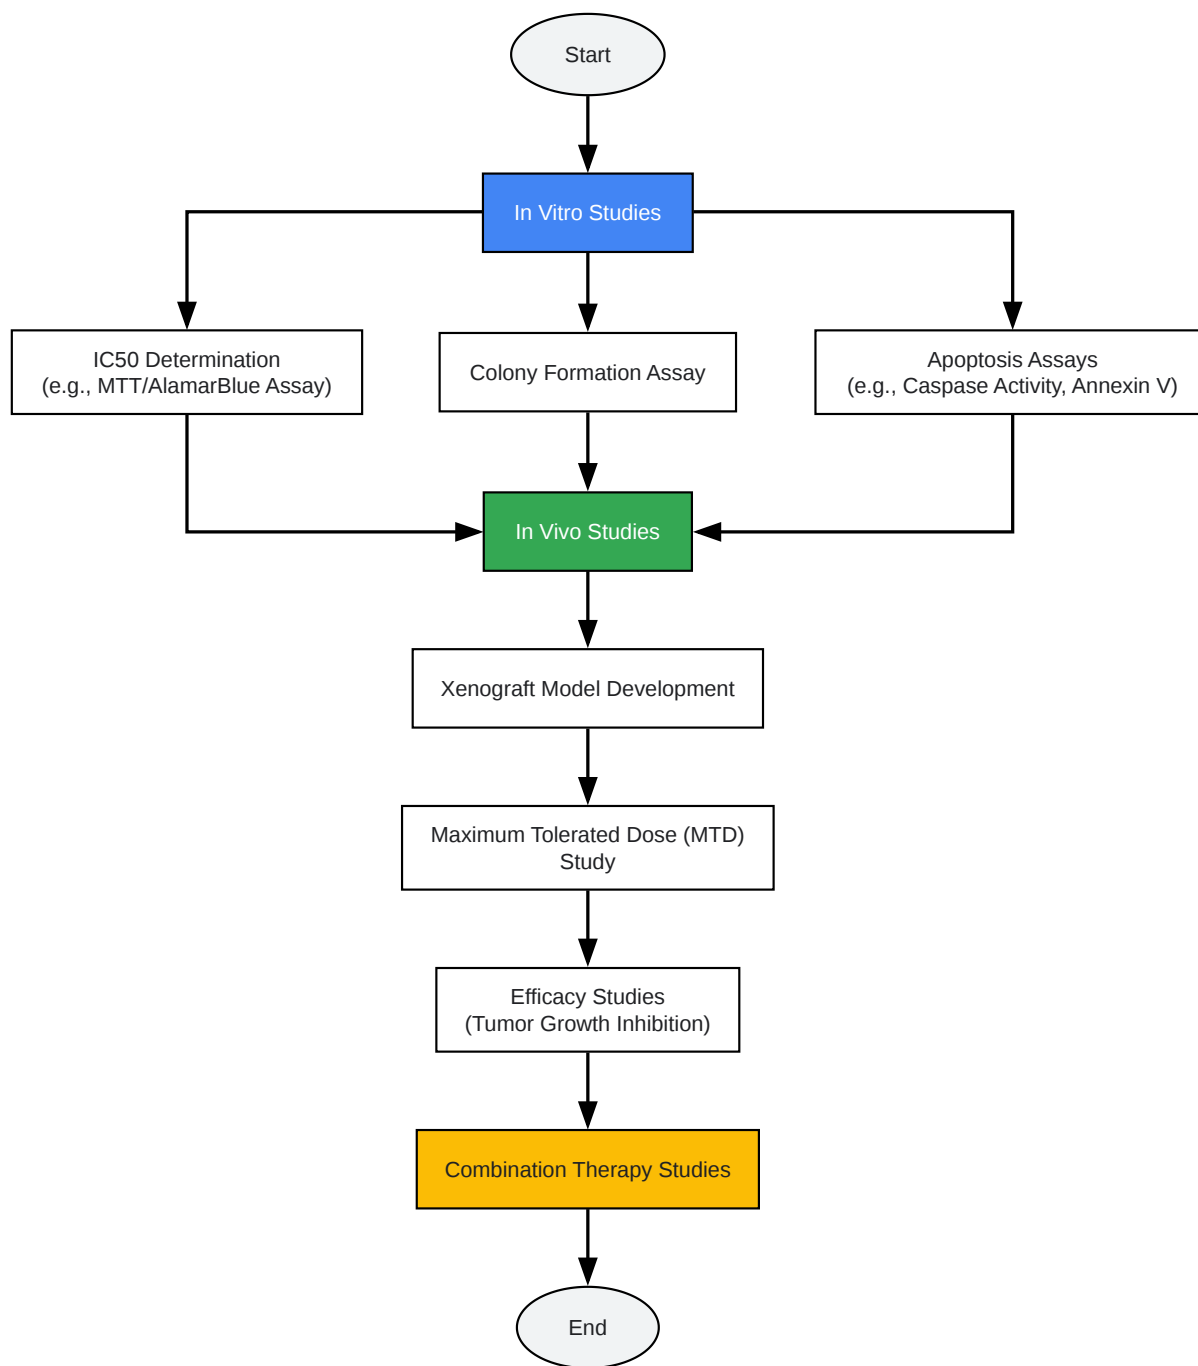 Start
In Vitro Studies
IC50 Determination
(e.g., MTT/AlamarBlue Assay)
Colony Formation Assay
Apoptosis Assays
(e.g., Caspase Activity, Annexin V)
In Vivo Studies
Xenograft Model Development
Maximum Tolerated Dose (MTD)
Study
Efficacy Studies
(Tumor Growth Inhibition)
Combination Therapy Studies
End